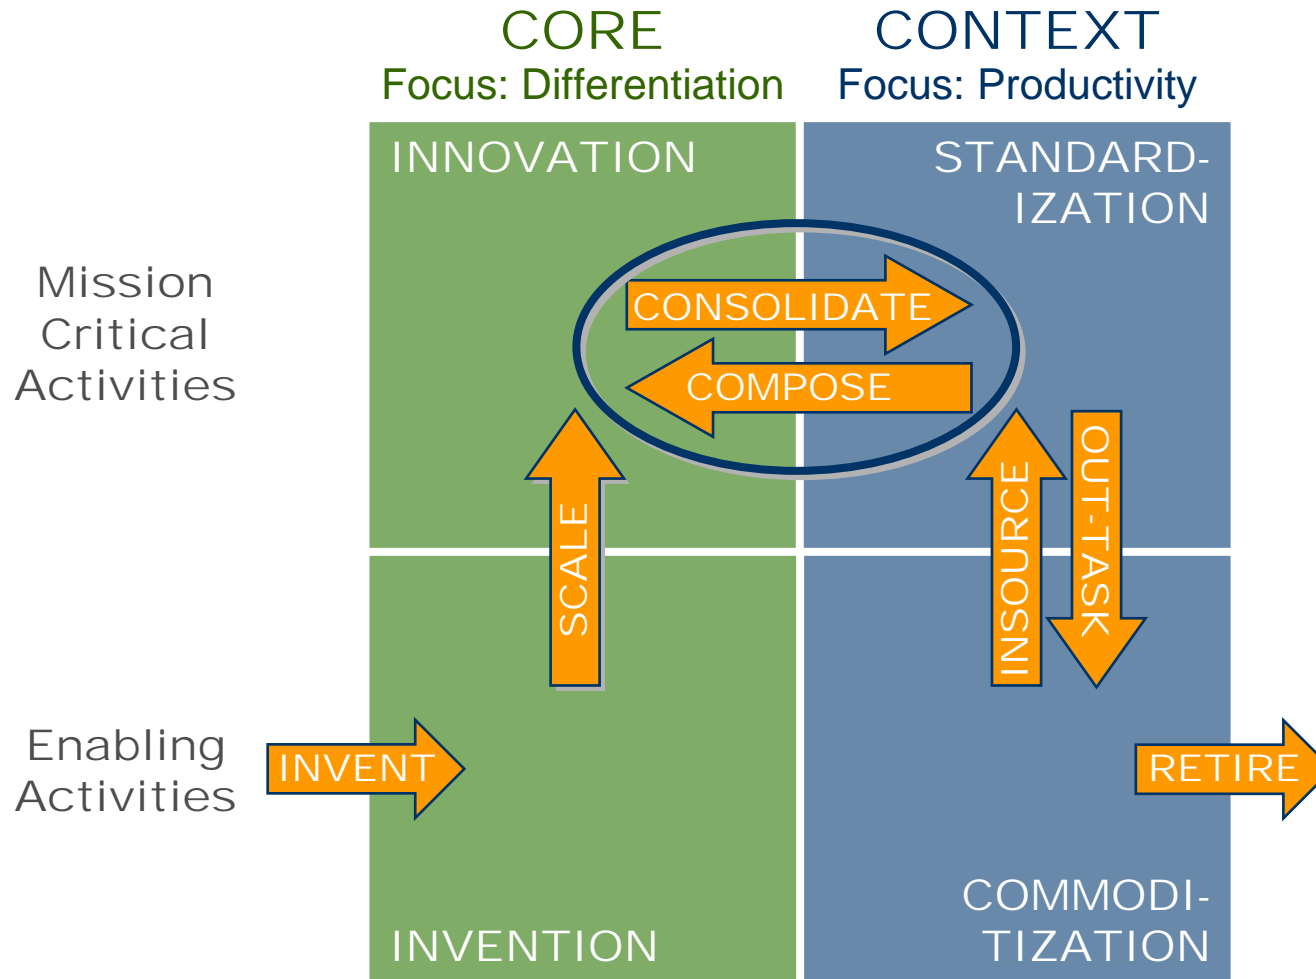 CORE
Focus: Differentiation
CONTEXT
Focus: Productivity
INNOVATION
STANDARD-
IZATION
Mission
Critical
Activities
CONSOLIDATE
COMPOSE
SCALE
INSOURCE
OUT-TASK
Enabling
Activities
INVENT
RETIRE
INVENTION
COMMODI-
TIZATION